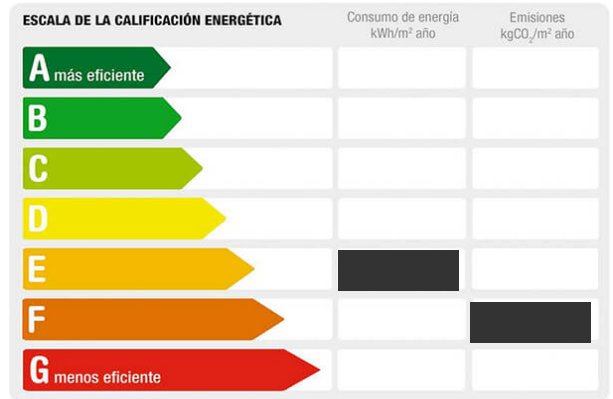 ESCALA DE LA CALIFICACIÓN ENERGÉTICA
Consumo de energía
kWh/m² año
Emisiones
kgCO₂/m² año
A más eficiente
B
C
D
E
F
G menos eficiente